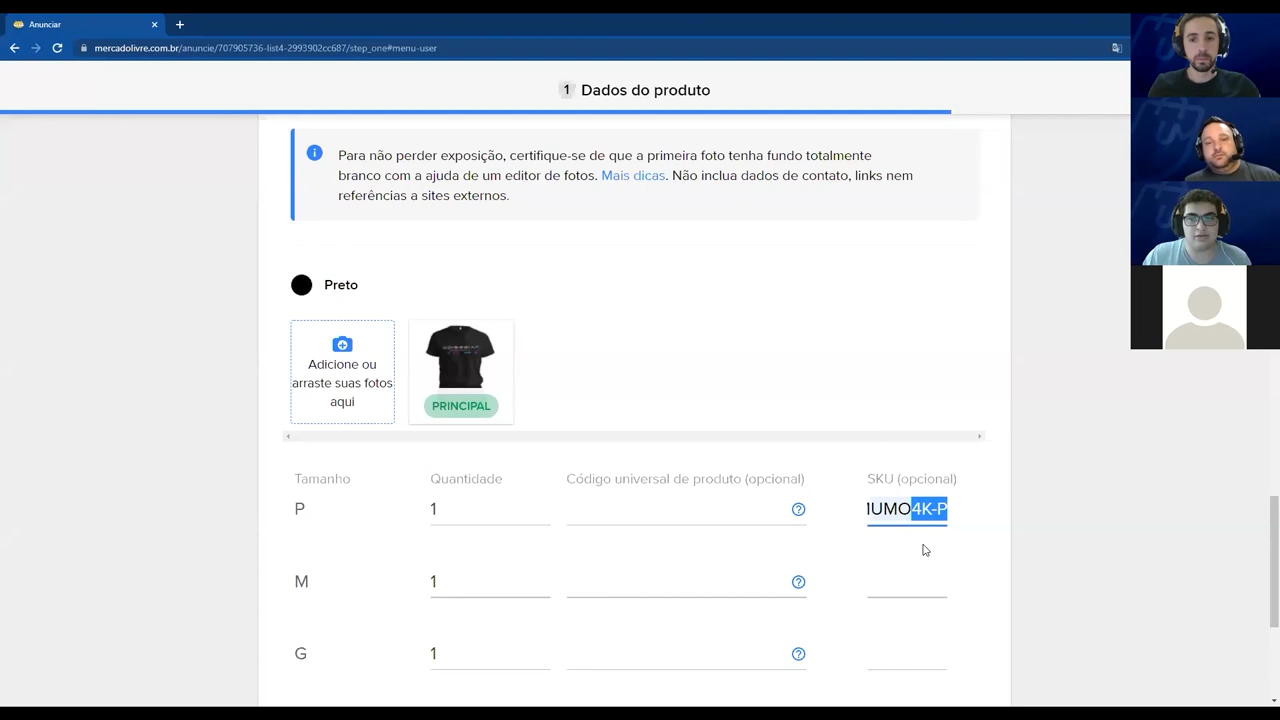 Anunciar
mercadolivre.com.br/anuncie/707905736-list4-2993902cc687/step_one#menu-user
1 Dados do produto
Para não perder exposição, certifique-se de que a primeira foto tenha fundo totalmente
branco com a ajuda de um editor de fotos. Mais dicas. Não inclua dados de contato, links nem
referências a sites externos.
Preto
Adicione ou
arraste suas fotos
aqui
PRINCIPAL
Tamanho Quantidade Código universal de produto (opcional) SKU (opcional)
P 1 UMO4K-P
M 1
G 1